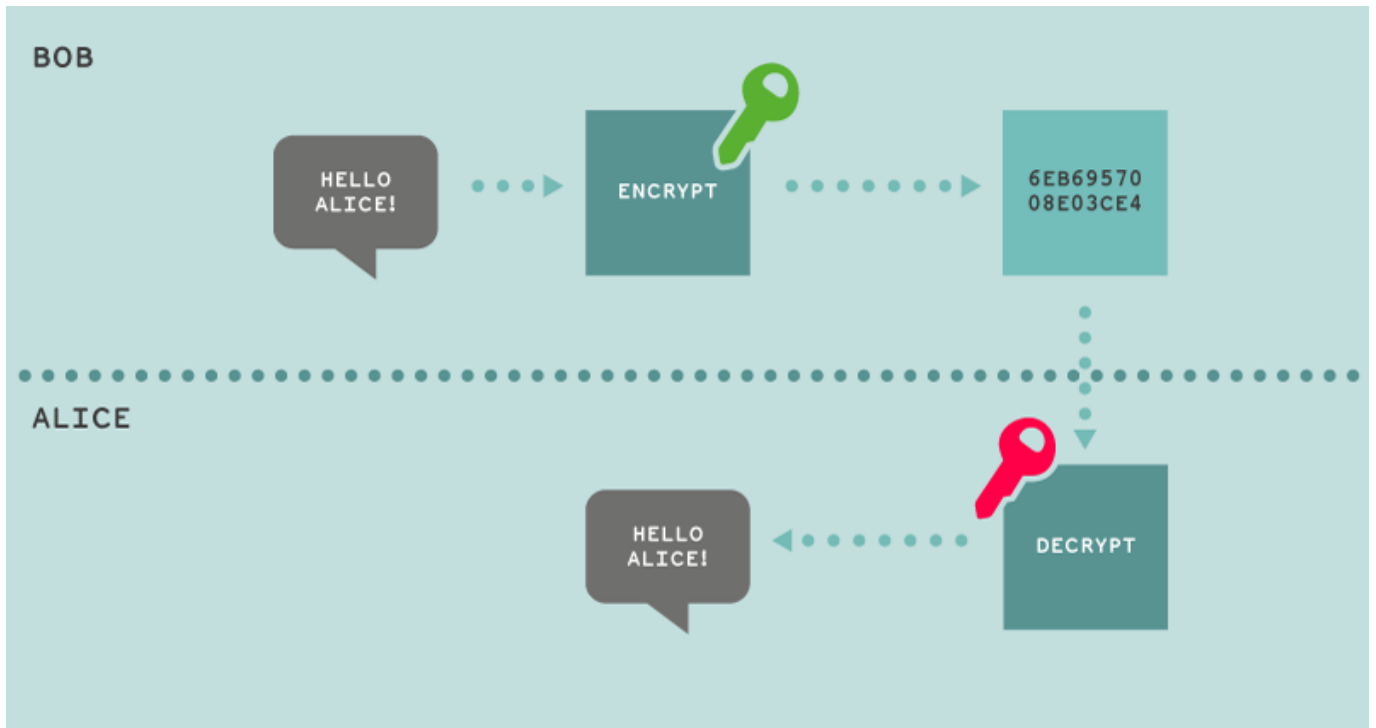 BOB
HELLO
ALICE!
ENCRYPT
6EB69570
08E03CE4
ALICE
HELLO
ALICE!
DECRYPT